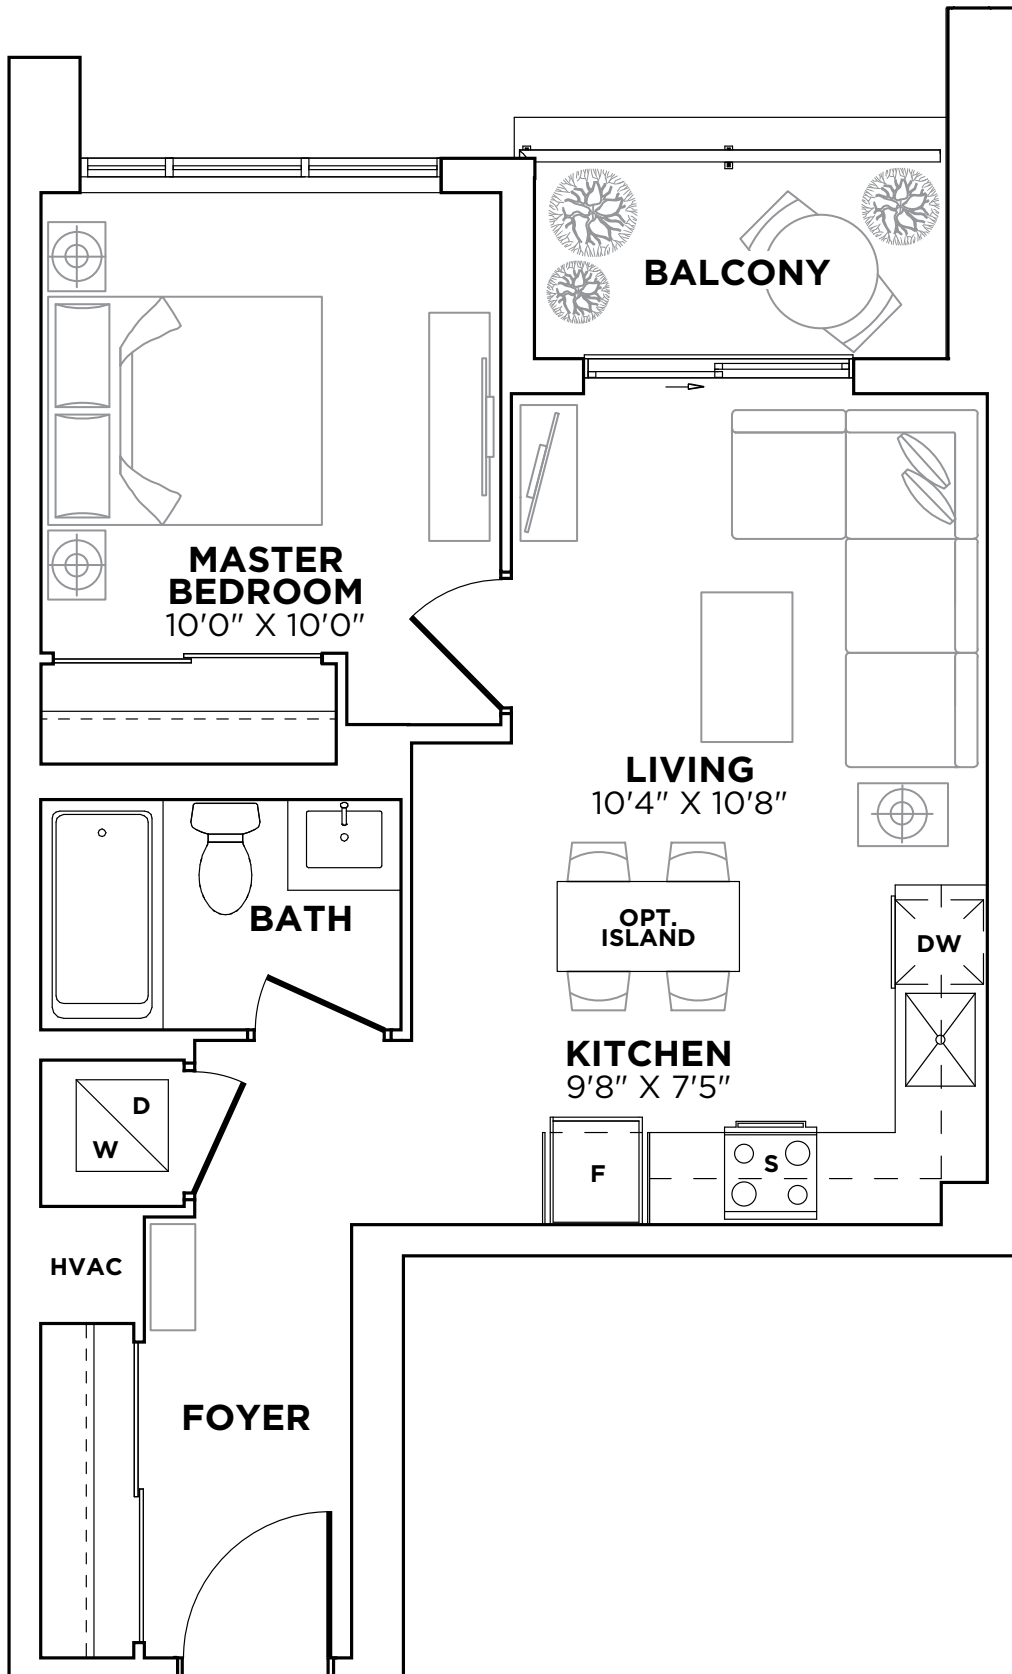 BALCONY
MASTER
BEDROOM
10'0" X 10'0"
LIVING
10'4" X 10'8"
BATH
OPT.
ISLAND
DW
KITCHEN
9'8" X 7'5"
D
W
F
S
HVAC
FOYER